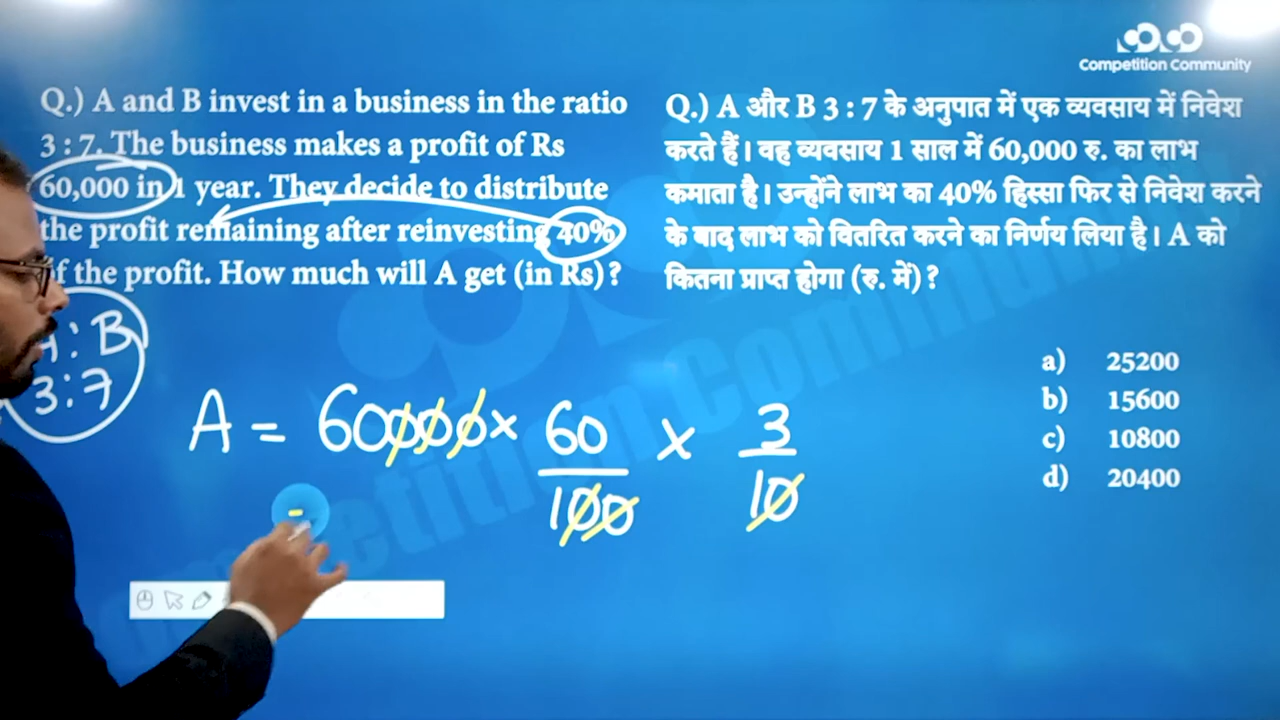 Competition Community
Q.) A and B invest in a business in the ratio
3 : 7. The business makes a profit of Rs
60,000 in 1 year. They decide to distribute
the profit remaining after reinvesting 40%
of the profit. How much will A get (in Rs)?
Q.) A और B 3 : 7 के अनुपात में एक व्यवसाय में निवेश
करते हैं। वह व्यवसाय 1 साल में 60,000 रु. का लाभ
कमाता है। उन्होंने लाभ का 40% हिस्सा फिर से निवेश करने
के बाद लाभ को वितरित करने का निर्णय लिया है। A को
कितना प्राप्त होगा (रु. में)?
A : B
3 : 7
A = 60000 × 60/100 × 3/10
=
a) 25200
b) 15600
c) 10800
d) 20400
Competition Community